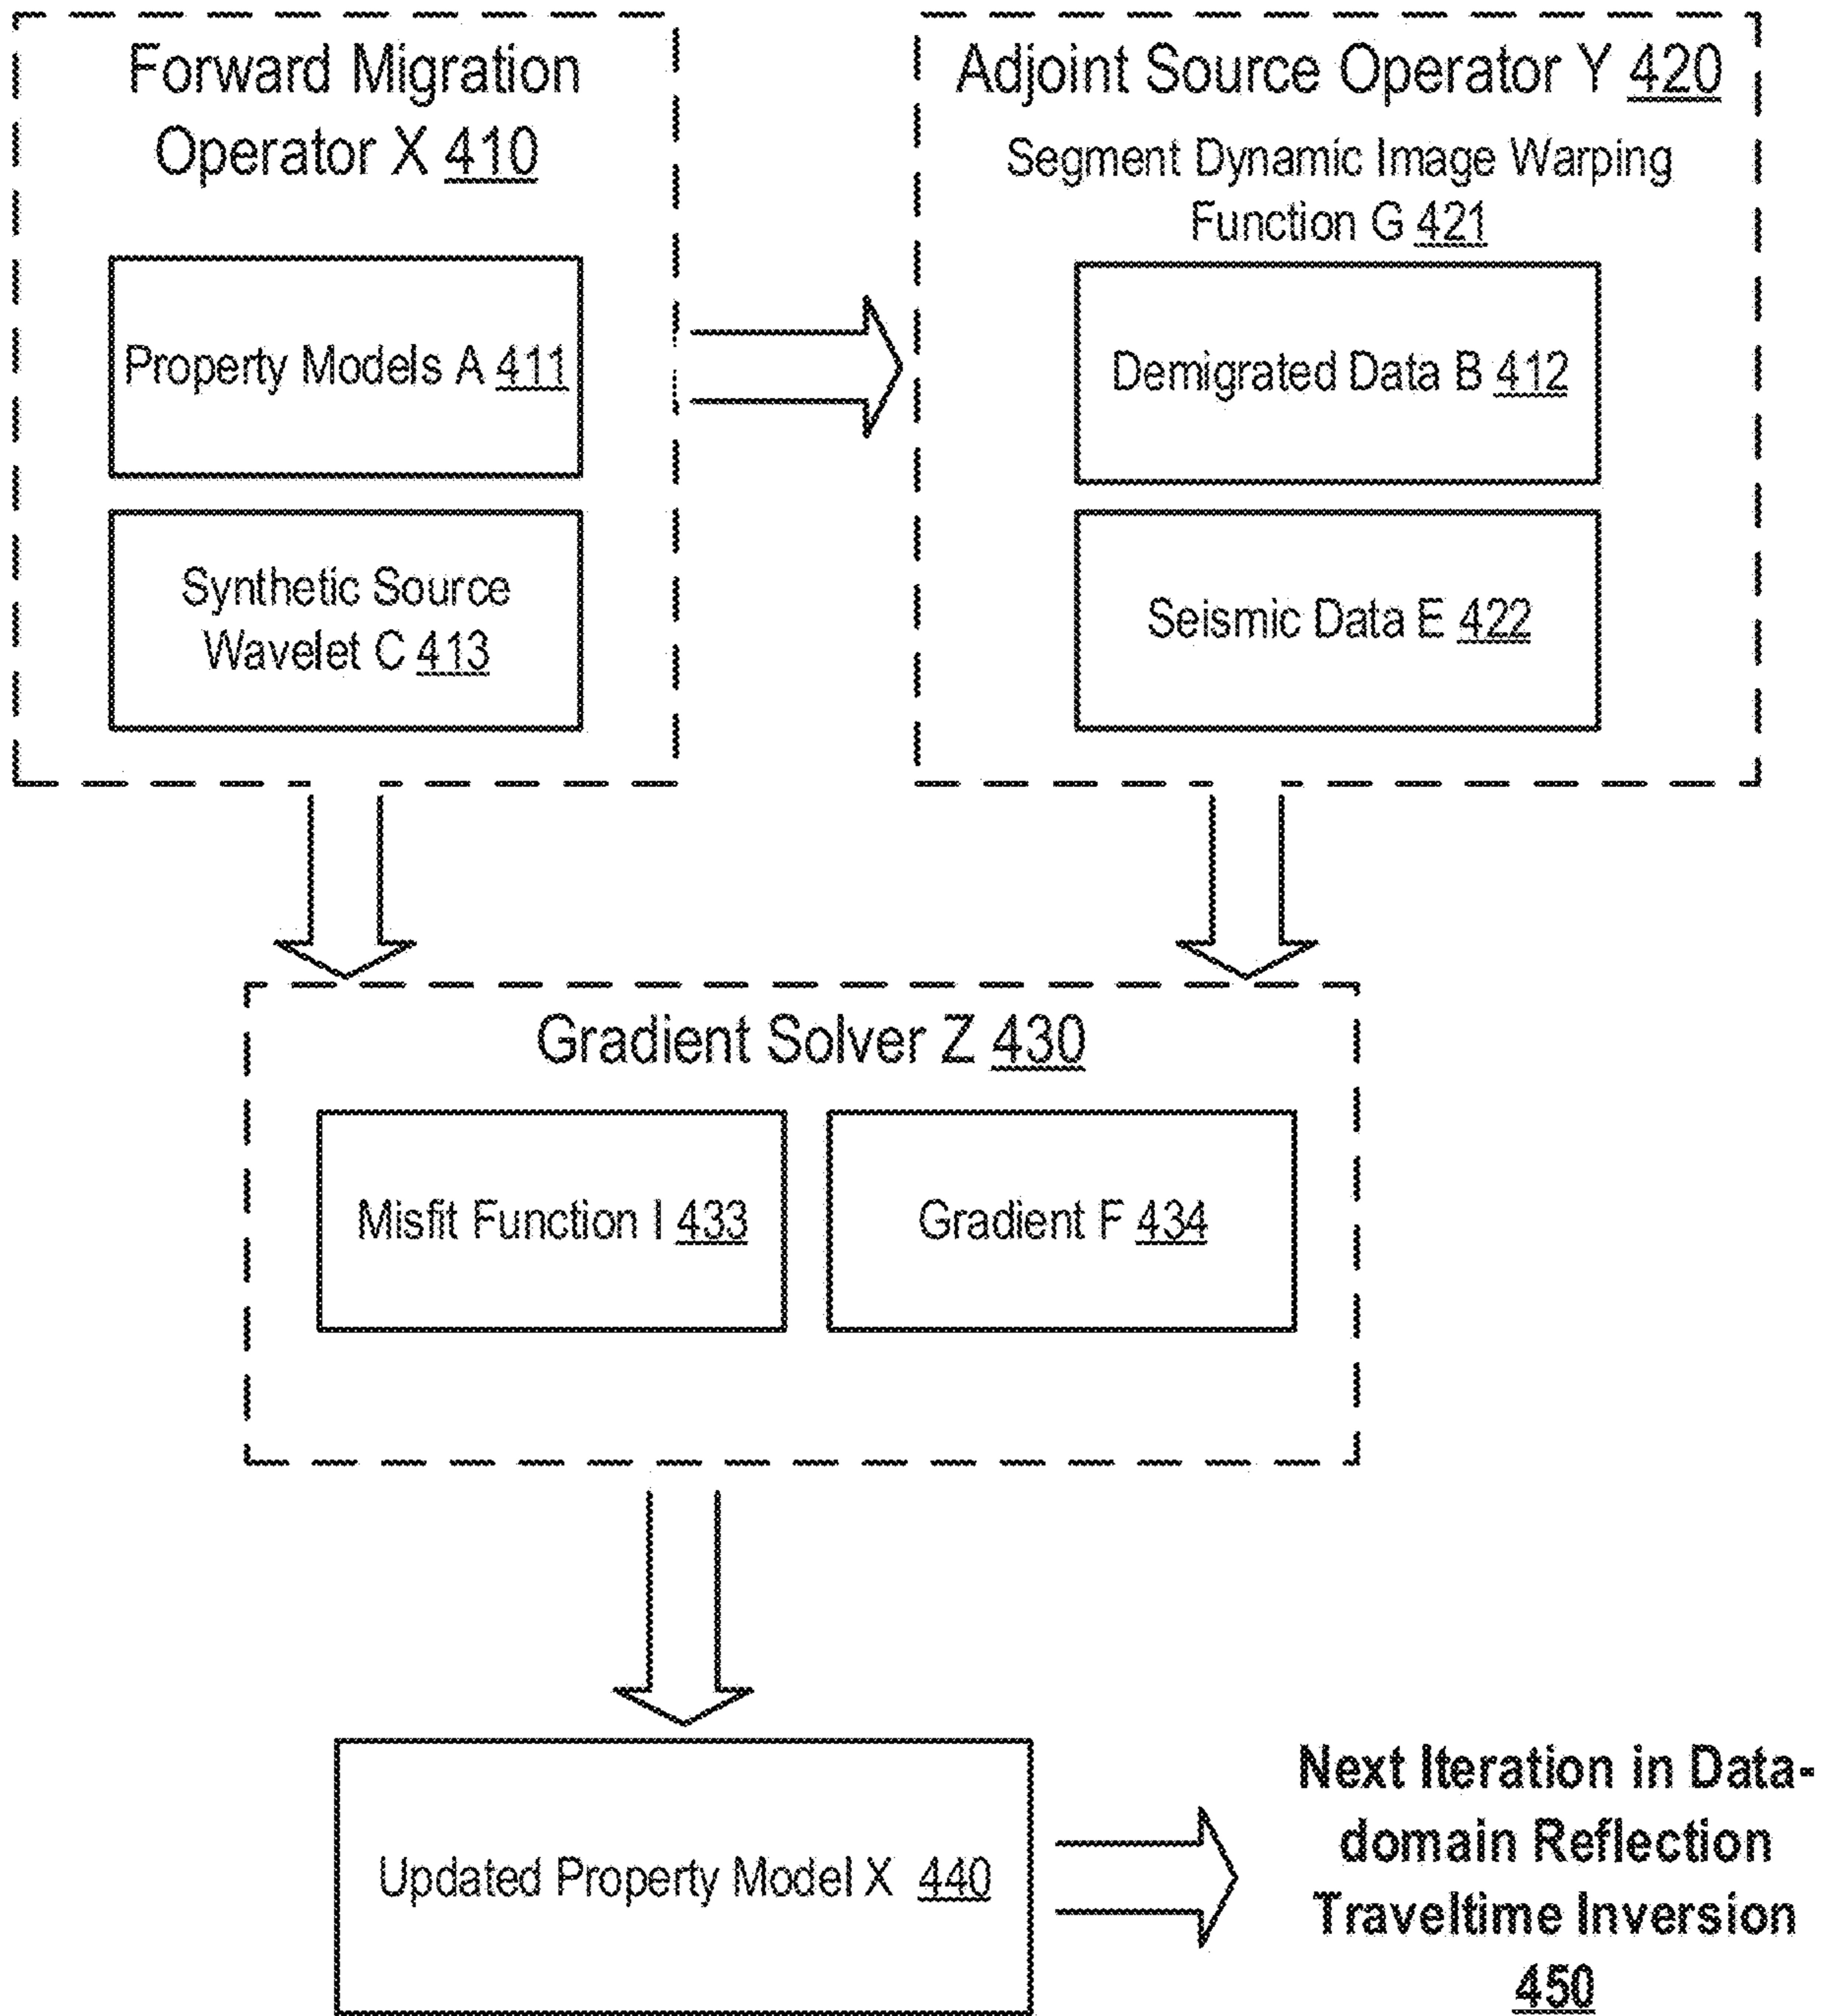 Forward Migration
Operator X 410
Property Models A 411
Synthetic Source
Wavelet C 413
Adjoint Source Operator Y 420
Segment Dynamic Image Warping
Function G 421
Demigrated Data B 412
Seismic Data E 422
Gradient Solver Z 430
Misfit Function I 433
Gradient F 434
Updated Property Model X 440
Next Iteration in Data-
domain Reflection
Traveltime Inversion
450